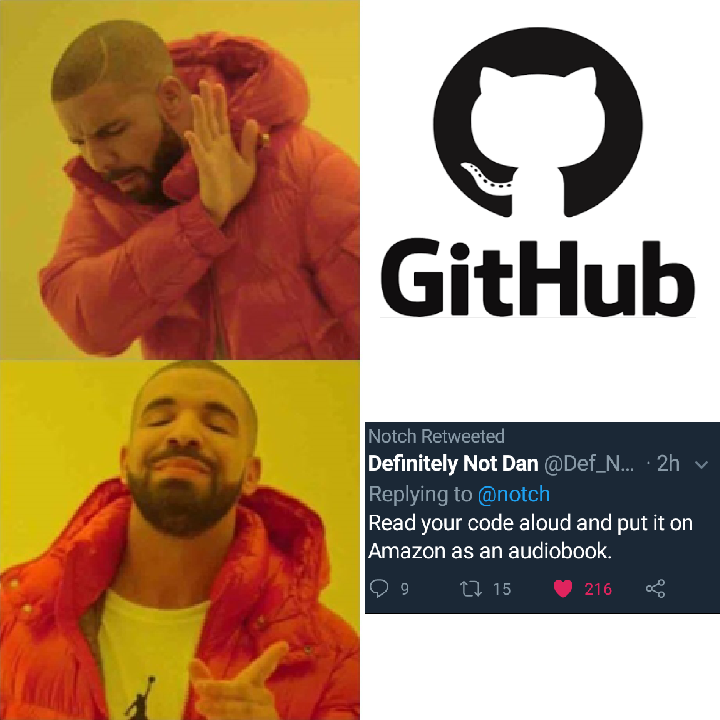 GitHub
Notch Retweeted
Definitely Not Dan @Def_N... · 2h
Replying to @notch
Read your code aloud and put it on
Amazon as an audiobook.
9 15 216